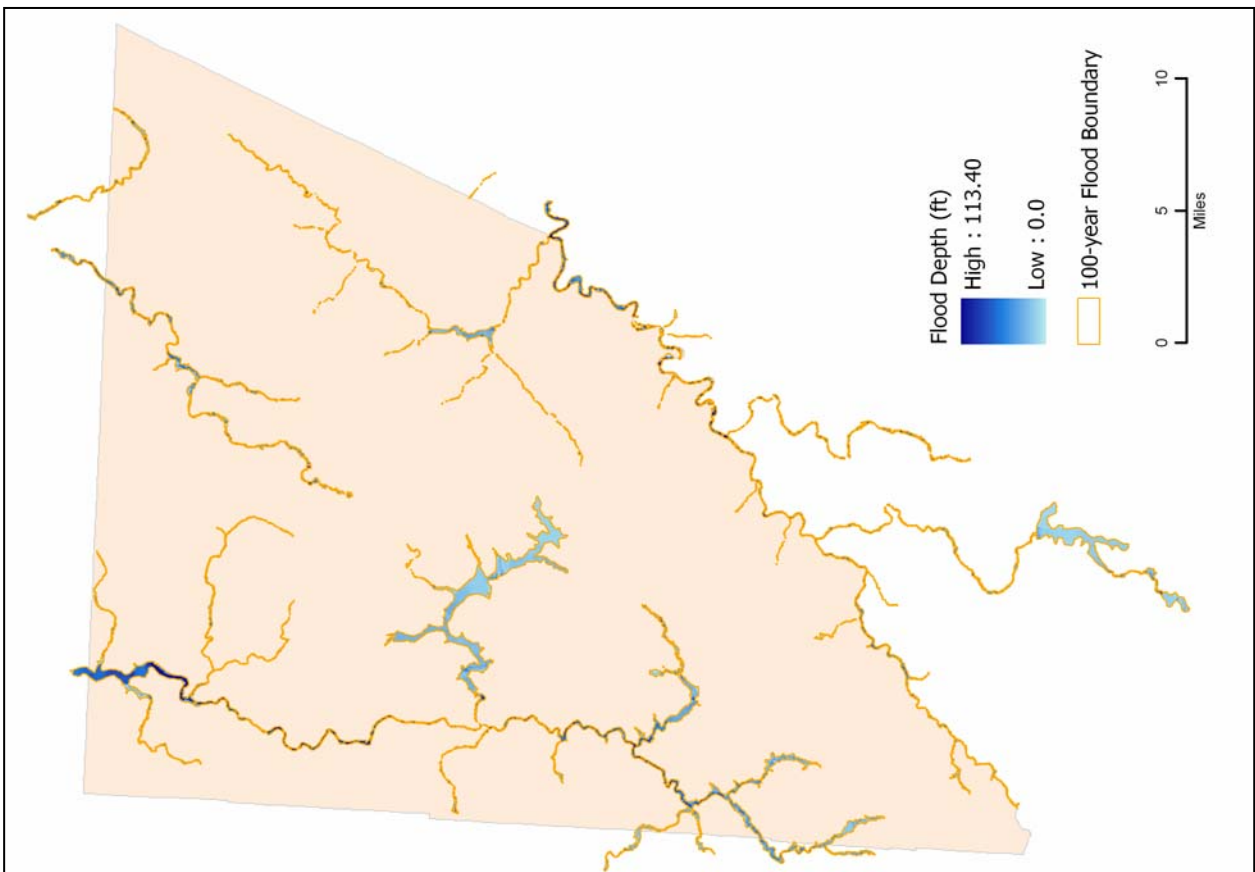 Flood Depth (ft)
High : 113.40
Low : 0.0
100-year Flood Boundary
0 5 10
Miles